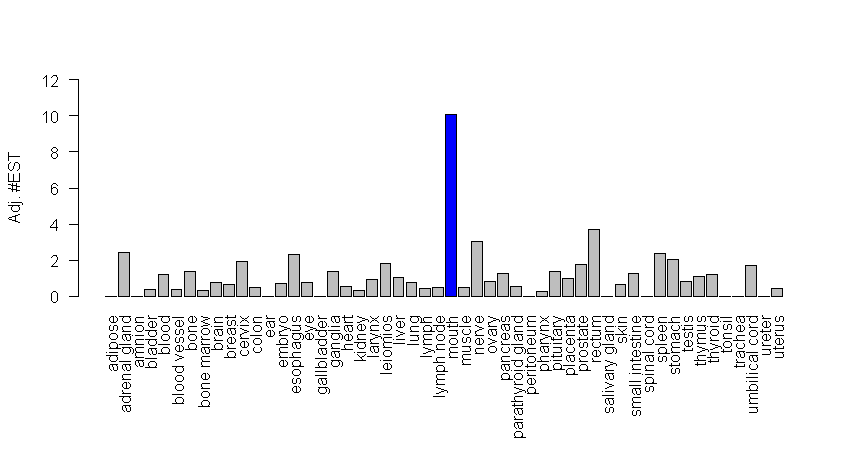 Adj. #EST
12
10
8
6
4
2
0
adipose
adrenal gland
amnion
bladder
blood
blood vessel
bone
bone marrow
brain
breast
cervix
colon
ear
embryo
esophagus
eye
gallbladder
ganglia
heart
kidney
larynx
leiomios
liver
lung
lymph
lymph node
mouth
muscle
nerve
ovary
pancreas
parathyroid gland
peritoneum
pharynx
pituitary
placenta
prostate
rectum
salivary gland
skin
small intestine
spinal cord
spleen
stomach
testis
thymus
thyroid
tonsil
trachea
umbilical cord
ureter
uterus